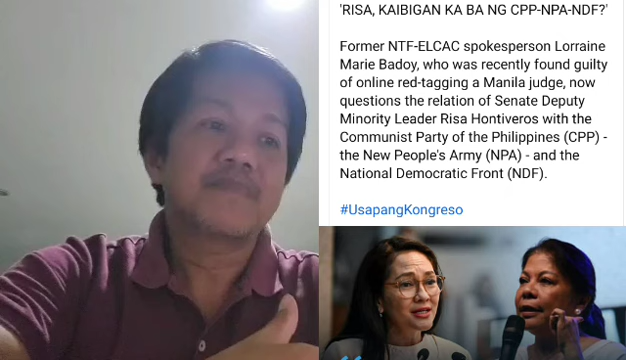 'RISA, KAIBIGAN KA BA NG CPP-NPA-NDF?'
Former NTF-ELCAC spokesperson Lorraine
Marie Badoy, who was recently found guilty
of online red-tagging a Manila judge, now
questions the relation of Senate Deputy
Minority Leader Risa Hontiveros with the
Communist Party of the Philippines (CPP) -
the New People's Army (NPA) - and the
National Democratic Front (NDF).
#UsapangKongreso